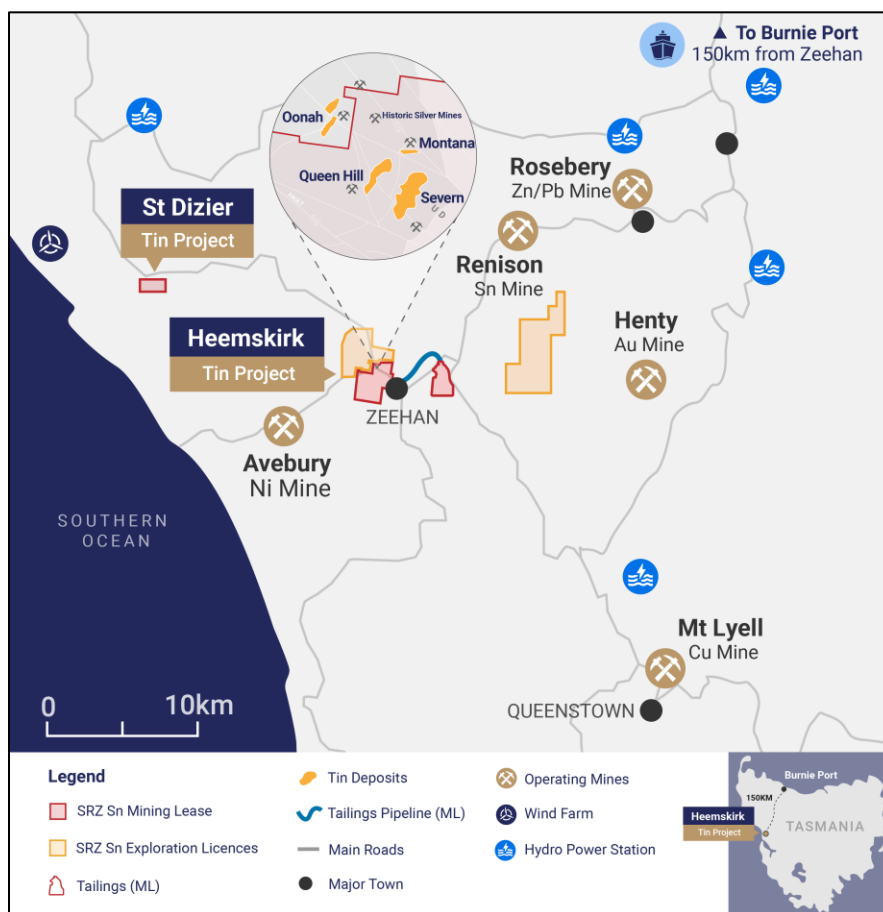 ▲ To Burnie Port
150km from Zeehan
Oonah
Historic Silver Mines
Montana
Queen Hill
Severn
St Dizier
Tin Project
Rosebery
Zn/Pb Mine
Renison
Sn Mine
Heemskirk
Tin Project
Henty
Au Mine
ZEEHAN
Avebury
Ni Mine
SOUTHERN
OCEAN
Mt Lyell
Cu Mine
QUEENSTOWN
0
10km
Legend
SRZ Sn Mining Lease
SRZ Sn Exploration Licences
Tailings (ML)
Tin Deposits
Tailings Pipeline (ML)
Main Roads
Major Town
Operating Mines
Wind Farm
Hydro Power Station
Burnie Port
150KM
Heemskirk
Tin Project
TASMANIA